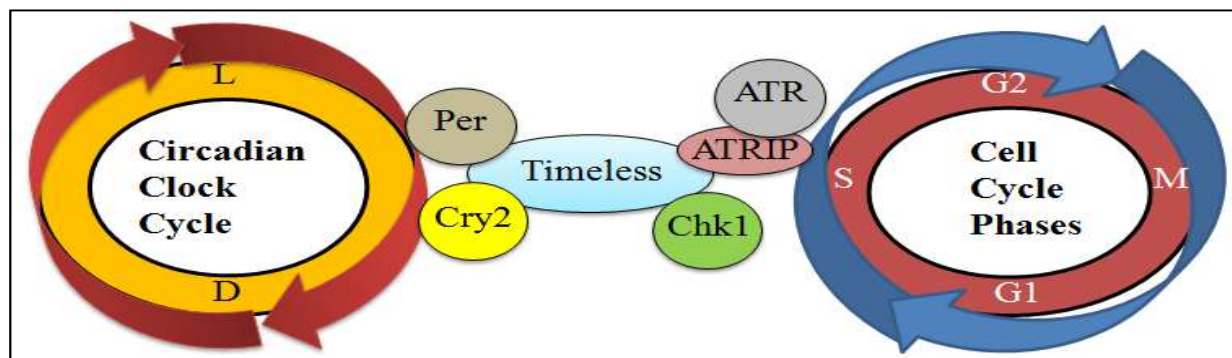 L
Circadian
Clock
Cycle
D
Per
Cry2
Timeless
ATR
ATRIP
Chk1
G2
S
Cell
Cycle
Phases
M
G1